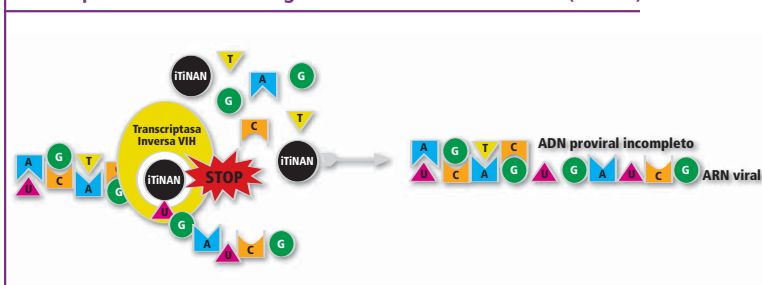 iTiNAN T A G
G
C T
Transcriptasa
Inversa VIH
A G T
U C A G
iTiNAN STOP
iTiNAN
U
G A U C G
A G T C ADN proviral incompleto
U C A G U G A U C G ARN viral